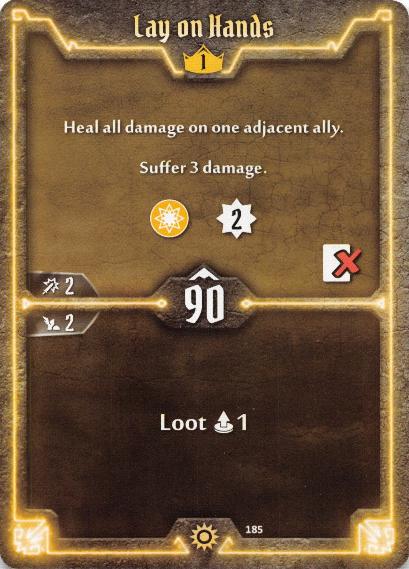 Lay on Hands
1
Heal all damage on one adjacent ally.
Suffer 3 damage.
2
2
90
2
Loot 1
185